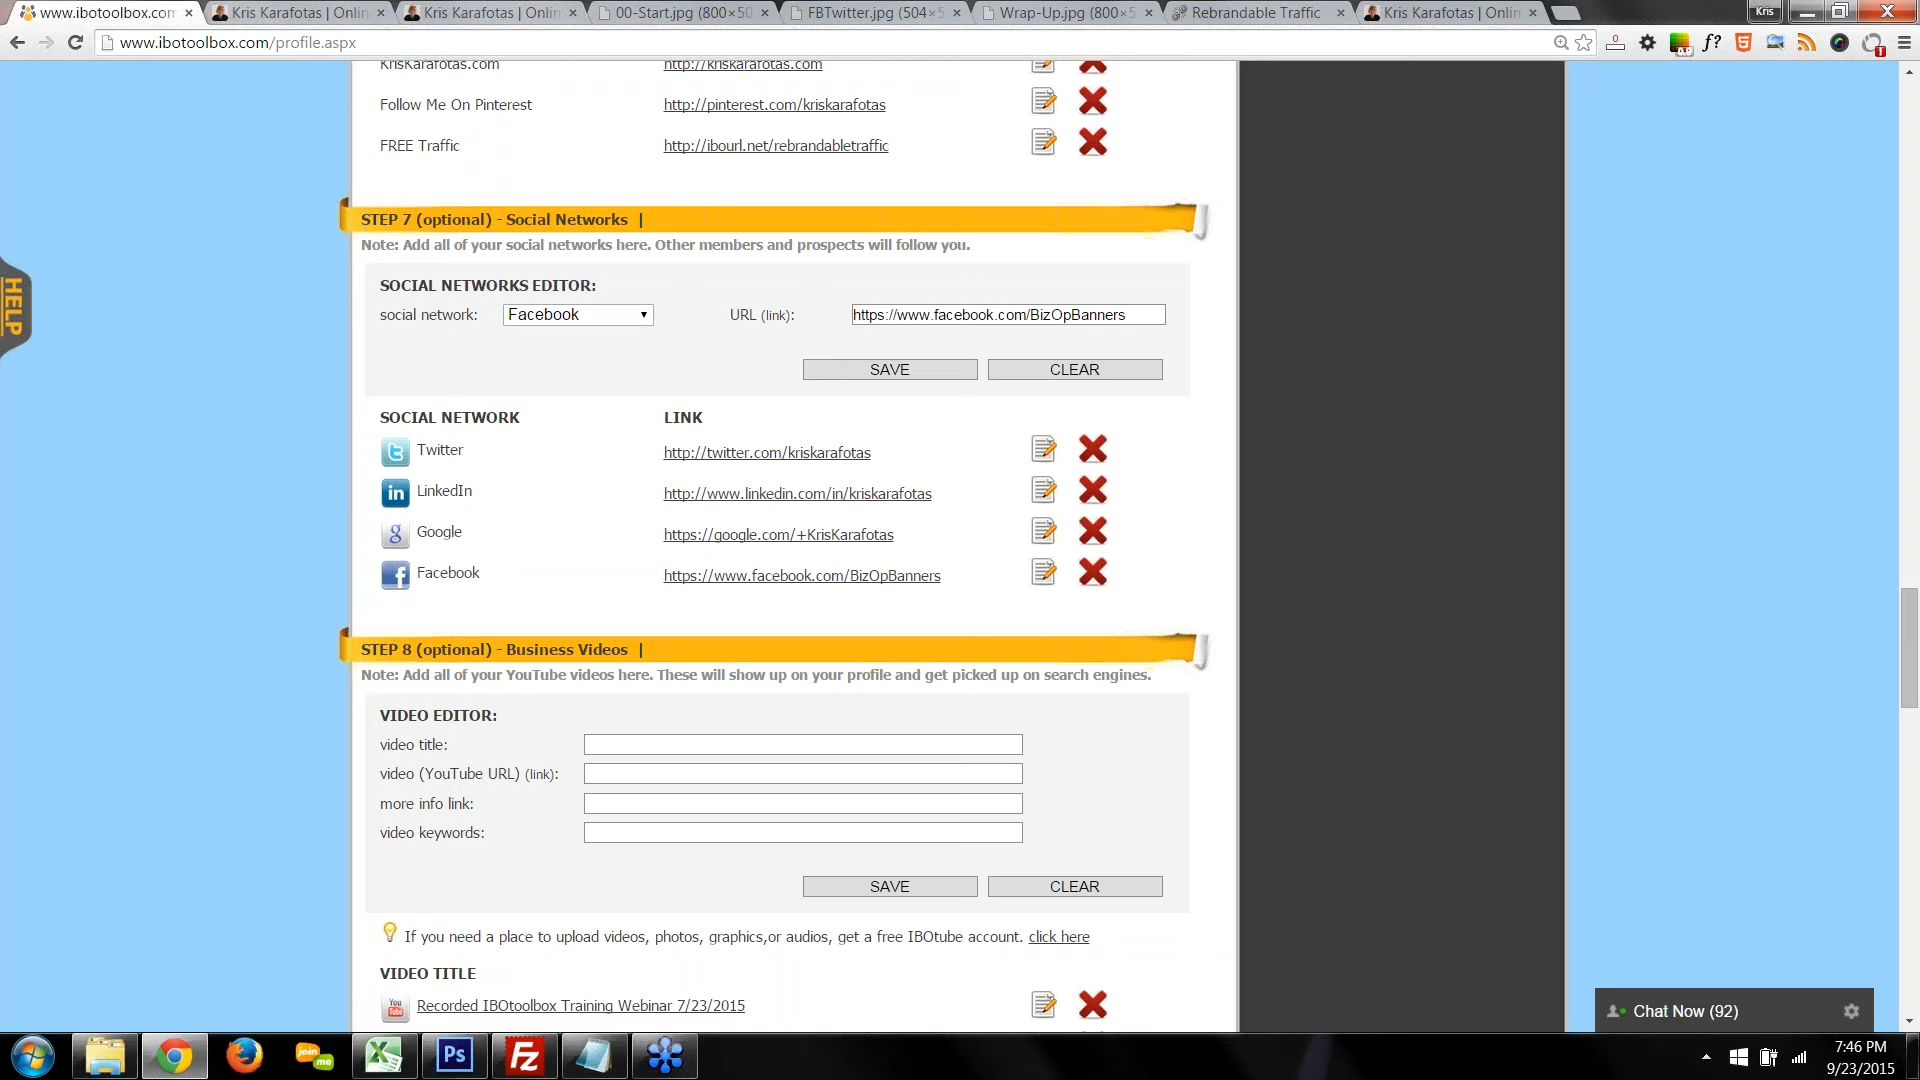 www.ibotoolbox.com
Kris Karafotas | Onlin
Kris Karafotas | Onlin
00-Start.jpg (800×50
FBTwitter.jpg (504×5
Wrap-Up.jpg (800×5
Rebrandable Traffic
Kris Karafotas | Onlin
Kris
www.ibotoolbox.com/profile.aspx
KrisKarafotas.com http://kriskarafotas.com
Follow Me On Pinterest http://pinterest.com/kriskarafotas
FREE Traffic http://ibourl.net/rebrandabletraffic
STEP 7 (optional) - Social Networks |
Note: Add all of your social networks here. Other members and prospects will follow you.
HELP
SOCIAL NETWORKS EDITOR:
social network: Facebook URL (link): https://www.facebook.com/BizOpBanners
SAVE CLEAR
SOCIAL NETWORK LINK
Twitter http://twitter.com/kriskarafotas
in LinkedIn http://www.linkedin.com/in/kriskarafotas
g Google https://google.com/+KrisKarafotas
f Facebook https://www.facebook.com/BizOpBanners
STEP 8 (optional) - Business Videos |
Note: Add all of your YouTube videos here. These will show up on your profile and get picked up on search engines.
VIDEO EDITOR:
video title:
video (YouTube URL) (link):
more info link:
video keywords:
SAVE CLEAR
If you need a place to upload videos, photos, graphics,or audios, get a free IBOtube account. click here
VIDEO TITLE
You Tube Recorded IBOtoolbox Training Webinar 7/23/2015
Chat Now (92)
join me
Ps
Fz
7:46 PM
9/23/2015